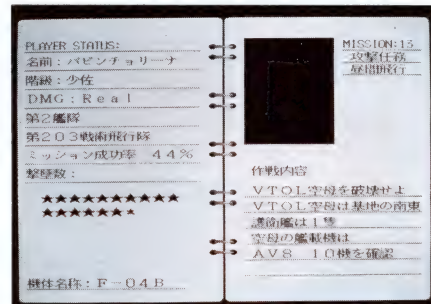 PLAYER STATUS:
名前：パピンチョリーナ
階級：少佐
DMG：Real
第2艦隊
第203戦術飛行隊
ミッション成功率 44%
撃墜数：
★★★★★★★★★★
★★★★★★★
機体名称：F-04B
MISSION:13
攻撃任務
昼間飛行
作戦内容
VTOL空母を破壊せよ
VTOL空母は基地の南東
護衛艦は1隻
空母の艦載機は
AV8 10機を確認